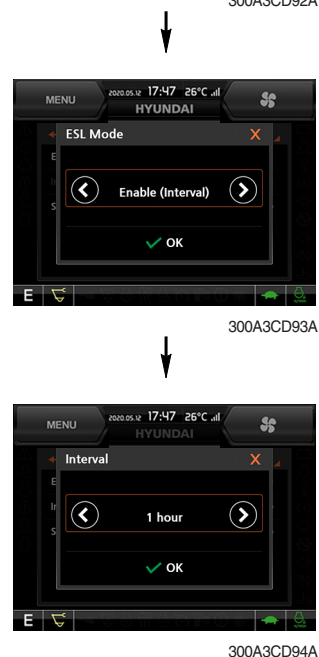 300A3CD92A
MENU
2020.05.12 17:47 26°C
HYUNDAI
ESL Mode X
E
S
Enable (Interval)
OK
E
300A3CD93A
MENU
2020.05.12 17:47 26°C
HYUNDAI
Interval X
E
In
S
1 hour
OK
E
300A3CD94A